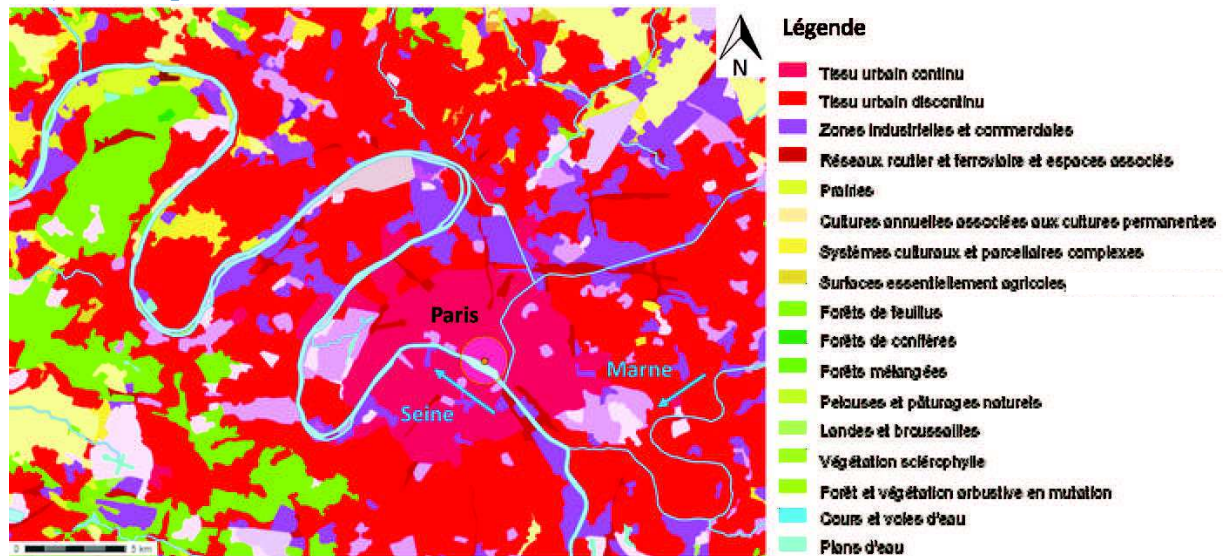 N
Paris
Marne
Seine
0 5 km
Légende
Tissu urbain continu
Tissu urbain discontinu
Zones industrielles et commerciales
Réseaux routier et ferroviaire et espaces associés
Prairies
Cultures annuelles associées aux cultures permanentes
Systèmes culturaux et parcellaires complexes
Surfaces essentiellement agricoles,
Forêts de feuillus
Forêts de conifères
Forêts mélangées
Pelouses et pâturages naturels
Landes et broussailles
Végétation sclérophylle
Forêt et végétation arbustive en mutation
Cours et voies d'eau
Plans d'eau